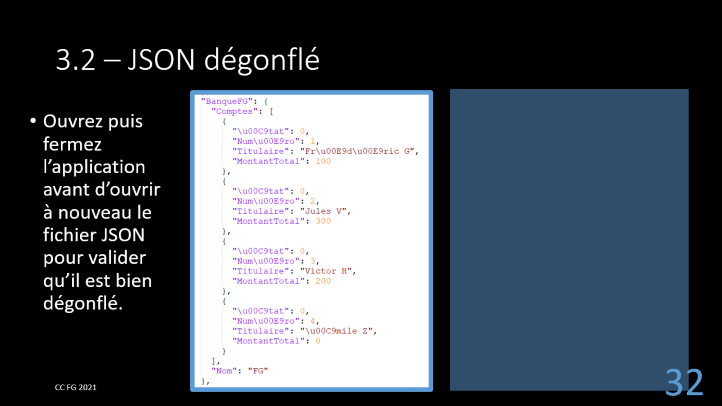 3.2 – JSON dégonflé
• Ouvrez puis
fermez
l’application
avant d’ouvrir
à nouveau le
fichier JSON
pour valider
qu’il est bien
dégonflé.
"BanqueFG": {
"Comptes": [
{
"\u00C9tat": 0,
"Num\u00E9ro": 1,
"Titulaire": "Fr\u00E9d\u00E9ric G",
"MontantTotal": 100
},
{
"\u00C9tat": 0,
"Num\u00E9ro": 2,
"Titulaire": "Jules V",
"MontantTotal": 300
},
{
"\u00C9tat": 0,
"Num\u00E9ro": 3,
"Titulaire": "Victor H",
"MontantTotal": 200
},
{
"\u00C9tat": 0,
"Num\u00E9ro": 4,
"Titulaire": "\u00C9mile Z",
"MontantTotal": 0
}
],
"Nom": "FG"
},
CC FG 2021
32